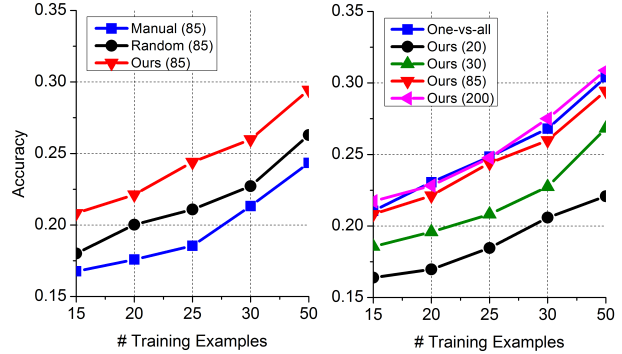 0.35
0.30
0.25
0.20
0.15
Accuracy
Manual (85)
Random (85)
Ours (85)
15 20 25 30 50
# Training Examples
0.35
0.30
0.25
0.20
0.15
One-vs-all
Ours (20)
Ours (30)
Ours (85)
Ours (200)
15 20 25 30 50
# Training Examples